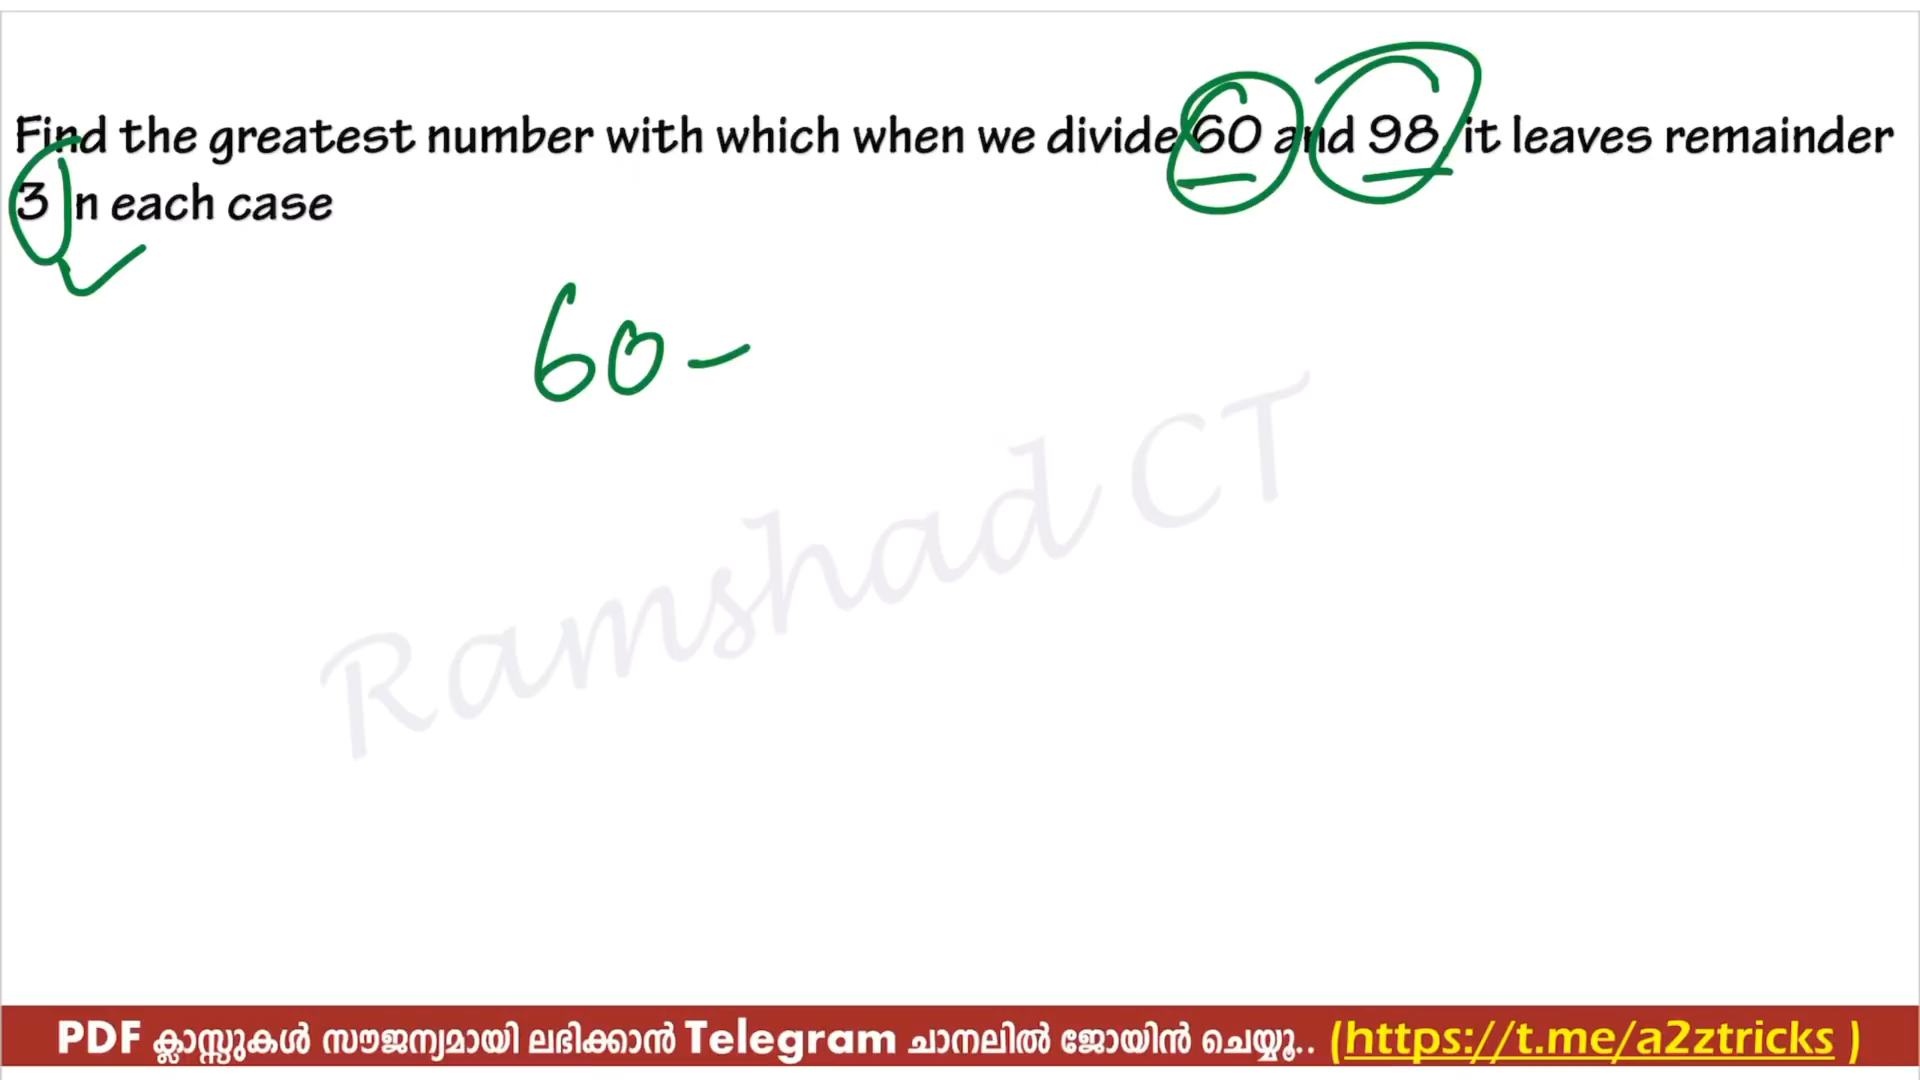 Find the greatest number with which when we divide 60 and 98, it leaves remainder
3 in each case
60 –
Ramshad CT
PDF ക്ലാസ്സുകൾ സൗജന്യമായി ലഭിക്കാൻ Telegram ചാനലിൽ ജോയിൻ ചെയ്യൂ.. (https://t.me/a2ztricks )